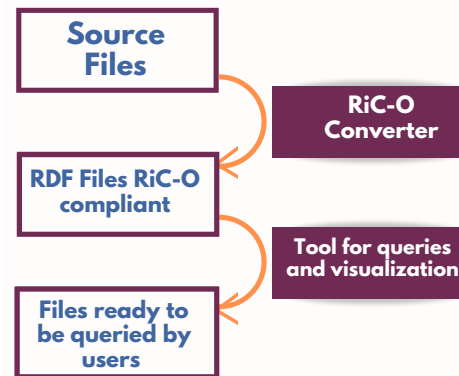 Source
Files
RiC-O
Converter
RDF Files RiC-O
compliant
Tool for queries
and visualization
Files ready to
be queried by
users